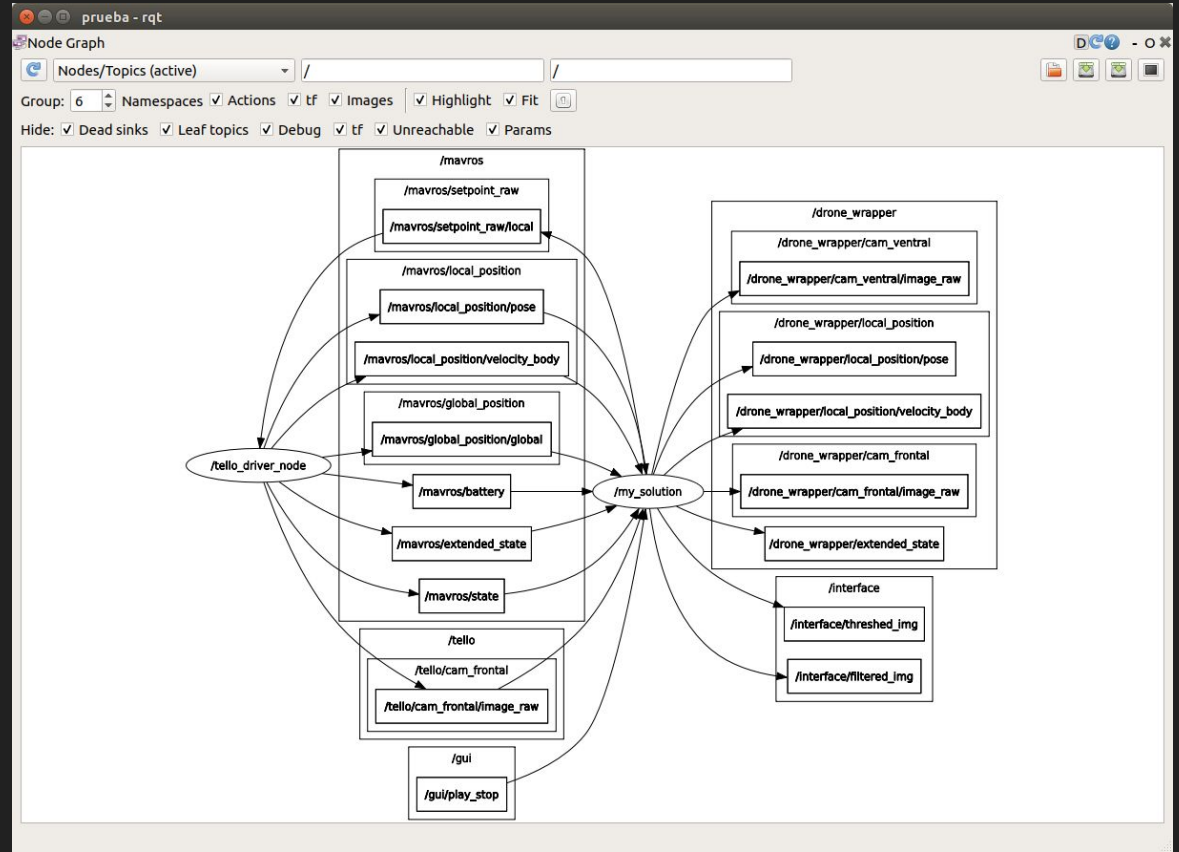 prueba - rqt
Node Graph
D
- O
Nodes/Topics (active) / /
Group: 6 Namespaces Actions tf Images Highlight Fit
Hide: Dead sinks Leaf topics Debug tf Unreachable Params
/mavros
/mavros/setpoint_raw
/mavros/setpoint_raw/local
/mavros/local_position
/mavros/local_position/pose
/mavros/local_position/velocity_body
/mavros/global_position
/mavros/global_position/global
/tello_driver_node
/mavros/battery
/mavros/extended_state
/mavros/state
/tello
/tello/cam_frontal
/tello/cam_frontal/image_raw
/gui
/gui/play_stop
/my_solution
/drone_wrapper
/drone_wrapper/cam_ventral
/drone_wrapper/cam_ventral/image_raw
/drone_wrapper/local_position
/drone_wrapper/local_position/pose
/drone_wrapper/local_position/velocity_body
/drone_wrapper/cam_frontal
/drone_wrapper/cam_frontal/image_raw
/drone_wrapper/extended_state
/interface
/interface/threshed_img
/interface/filtered_img